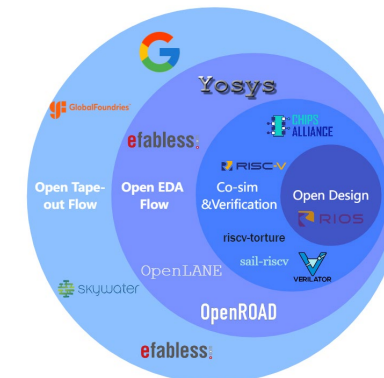 G
Yosys
GlobalFoundries
CHIPS
ALLIANCE
efabless
RISC-V
Open Tape-
out Flow
Open EDA
Flow
Co-sim
&Verification
Open Design
RIOS
riscv-torture
sail-riscv
OpenLANE
VERILATOR
skywater
OpenROAD
efabless